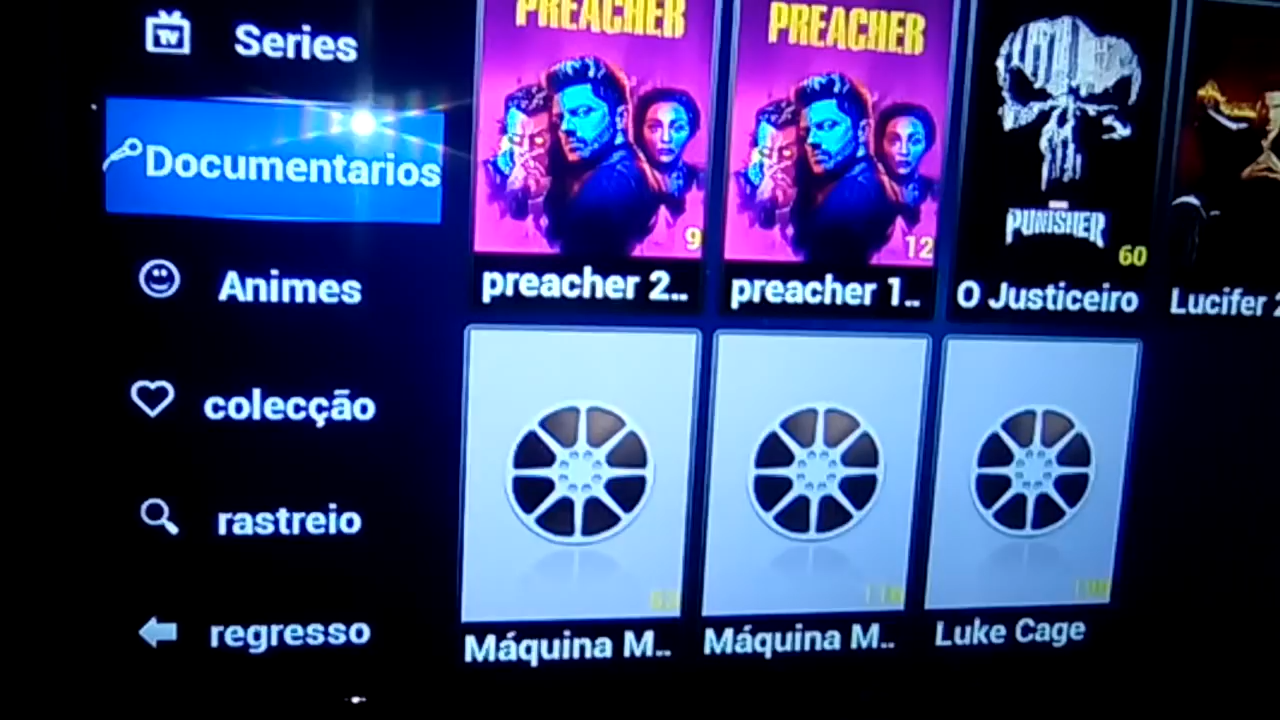 TV
Series
Documentarios
Animes
colecção
rastreio
regresso
PREACHER
9
preacher 2..
PREACHER
12
preacher 1..
PUNISHER
60
O Justiceiro
Lucifer
Máquina M..
Máquina M..
Luke Cage